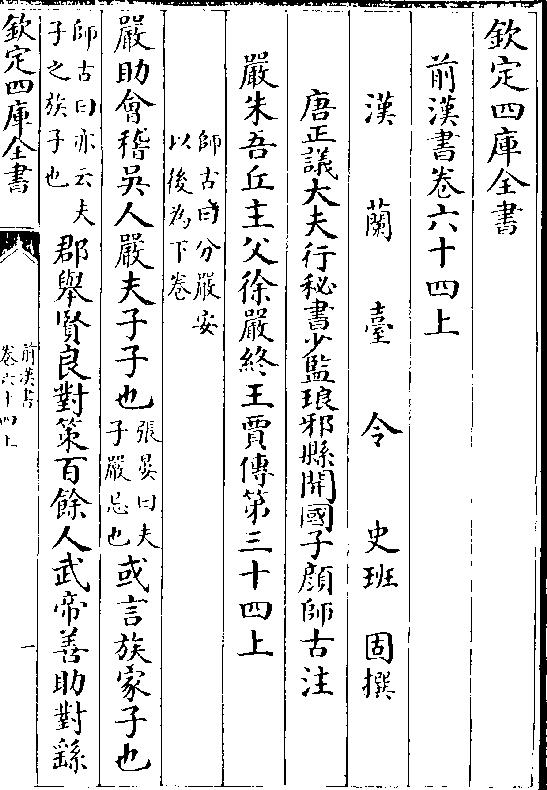 欽定四庫全書
前漢書卷六十四上
漢蘭臺令史班固撰
唐正議大夫行秘書少監琅邪縣開國子顔師古注
嚴朱吾丘主父徐嚴終王賈傳第三十四上
師古曰分嚴安
以後為下卷
嚴助會稽吳人嚴夫子子也
張晏曰夫
子嚴忌也
或言族家子也
師古曰亦云夫
子之族子也
郡舉賢良對策百餘人武帝善助對繇
欽定四庫全書
前漢書
卷六十四上
一